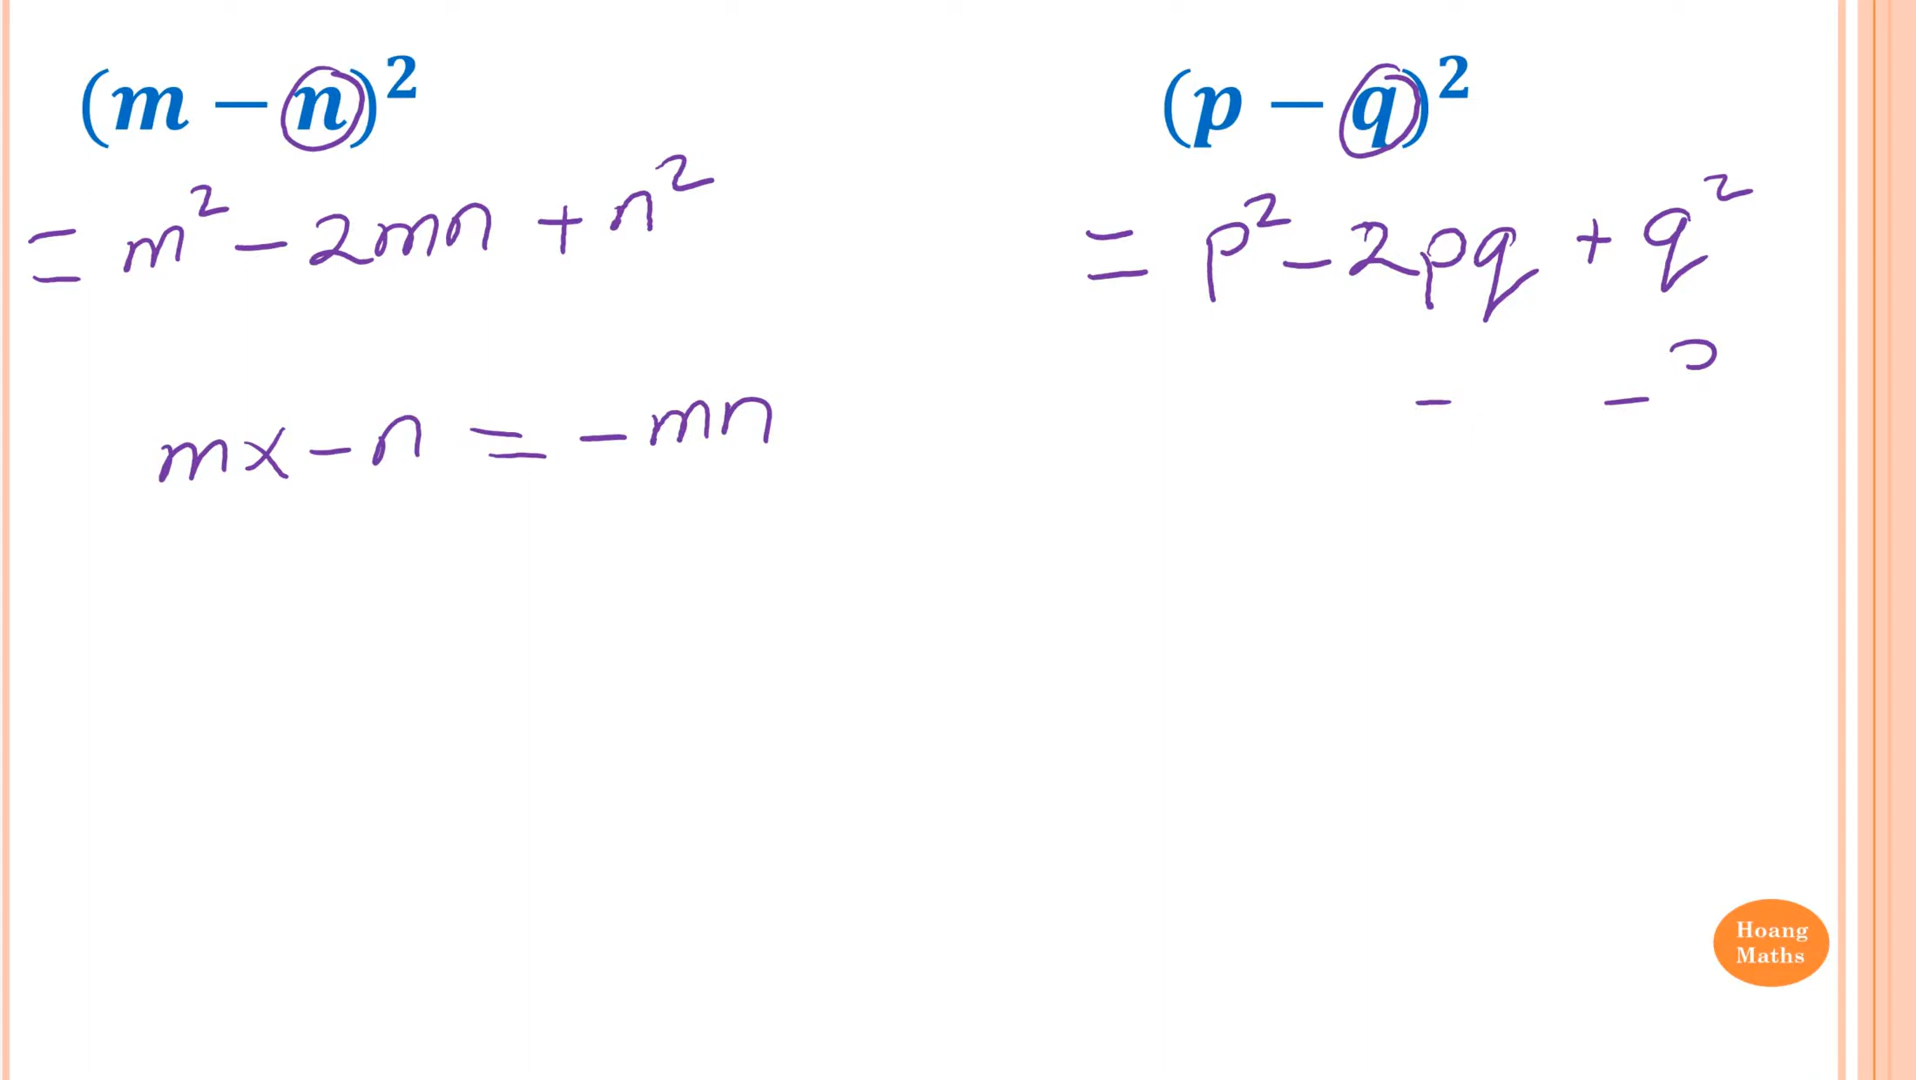 (m − n)²
= m² − 2mn + n²
mx − n = −mn
(p − q)²
= p² − 2pq + q²
− −
Hoang
Maths